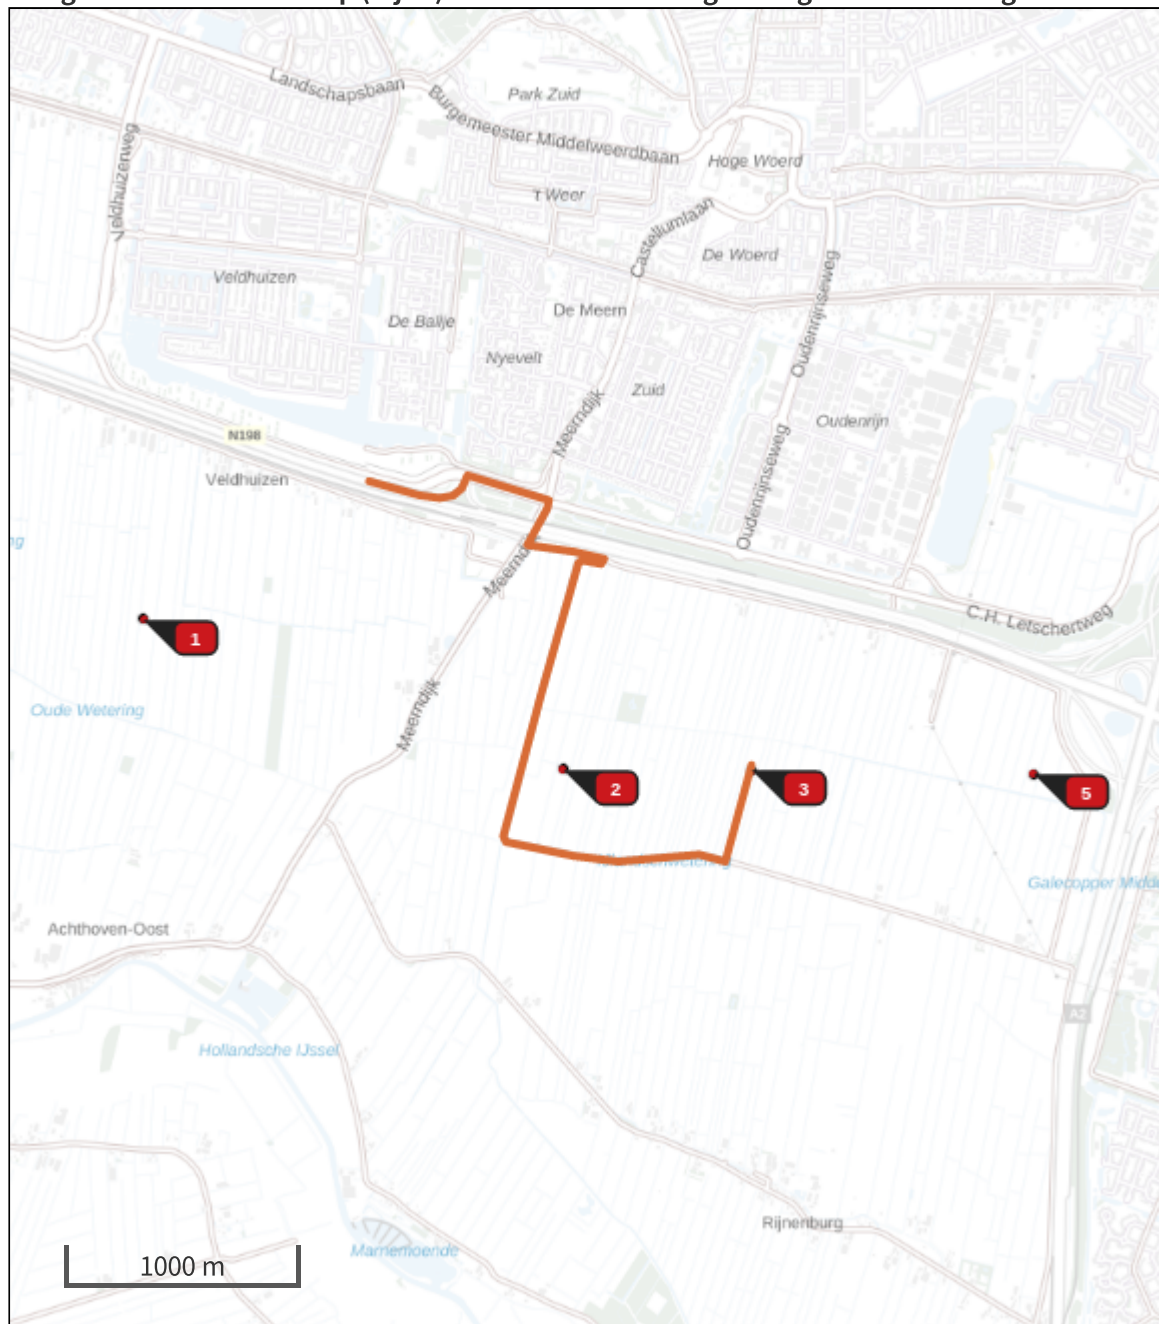 Landschapsbaan
Park Zuid
Burgemeester Middelweerdbaan
Veldhuizerweg
Hoge Woerd
't Weer
Castellumlaan
De Woerd
Veldhuizen
Oudenrijnseweg
De Meern
De Balije
Nyevelt
Zuid
Meerndijk
Oudenrijn
N198
Oudenrijnseweg
Veldhuizen
C.H. Letschertweg
1
Meerndijk
Oude Wetering
2
3
5
Galecopper
Achthoven-Oost
A2
Hollandsche IJssel
Rijnenburg
Marnemoende
1000 m